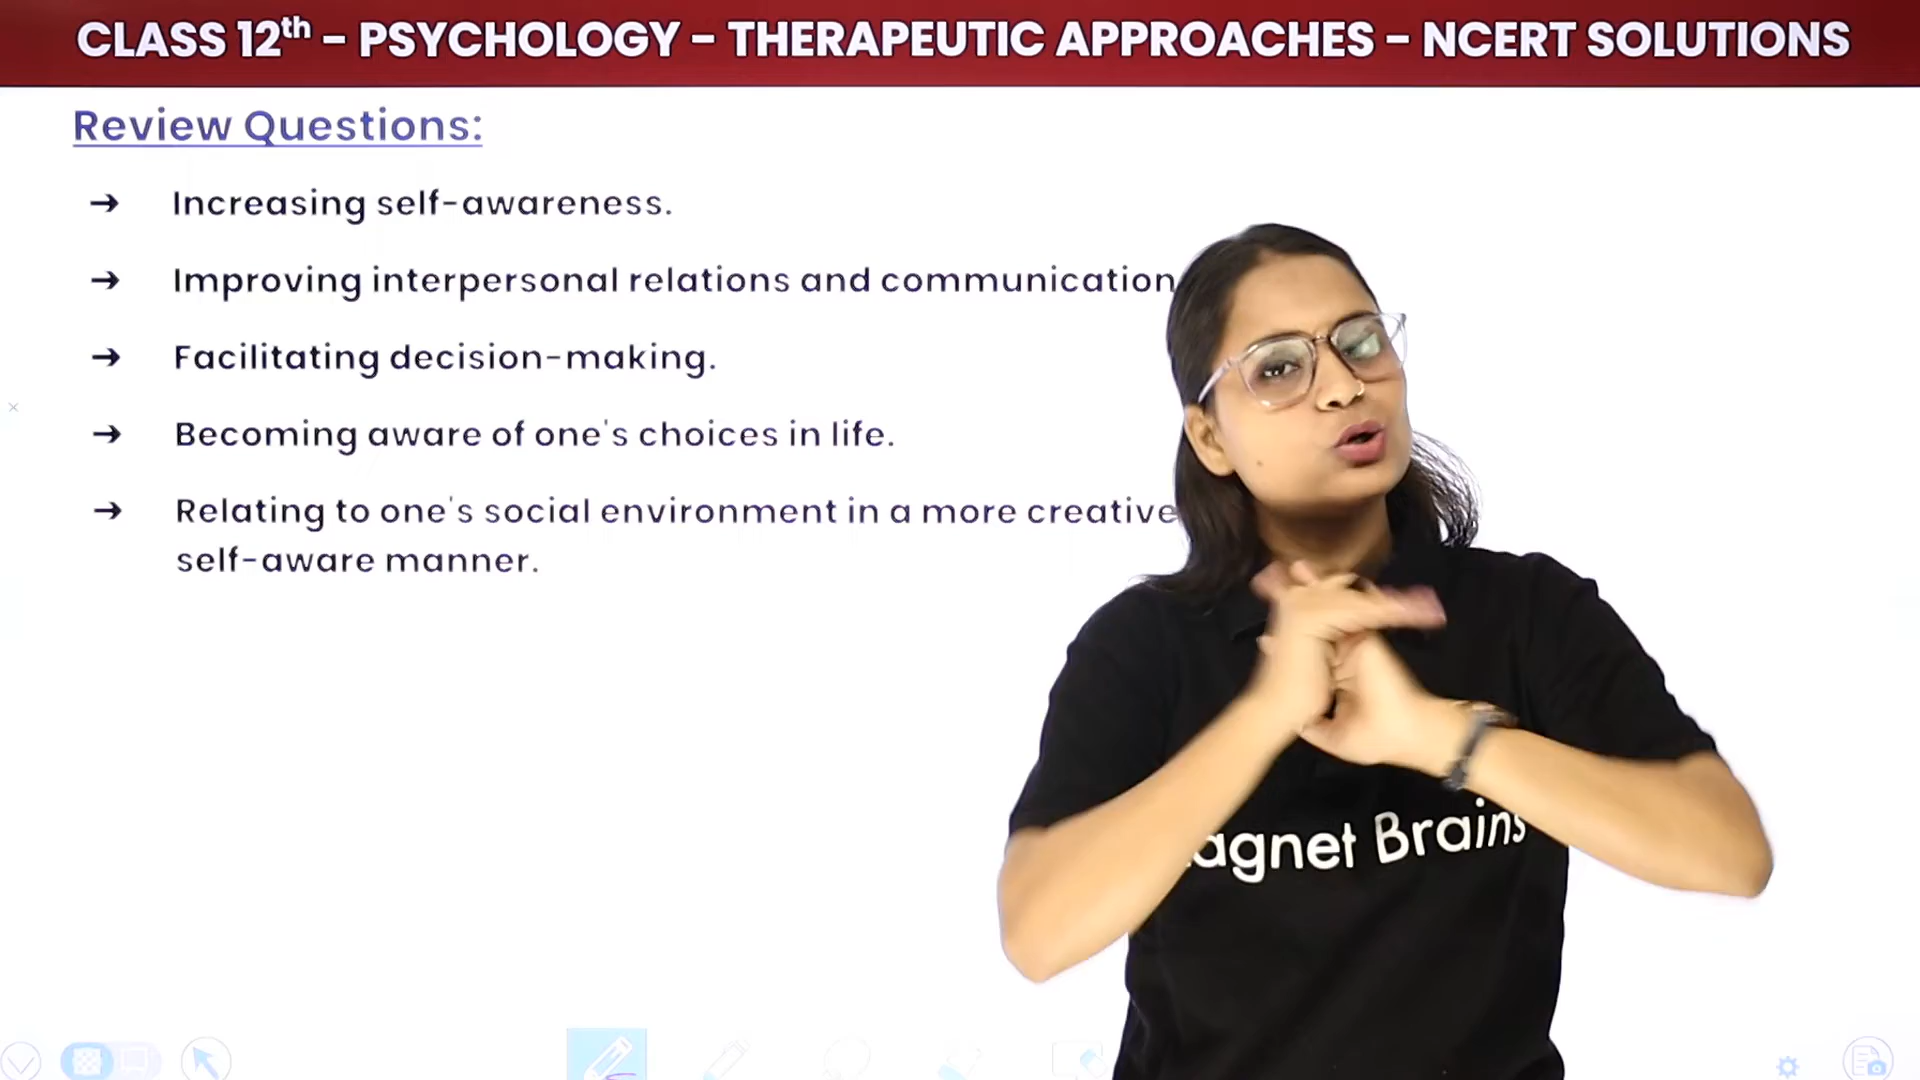 CLASS 12th - PSYCHOLOGY - THERAPEUTIC APPROACHES - NCERT SOLUTIONS
Review Questions:
→ Increasing self-awareness.
→ Improving interpersonal relations and communication
→ Facilitating decision-making.
→ Becoming aware of one's choices in life.
→ Relating to one's social environment in a more creative
self-aware manner.
agnet Brains